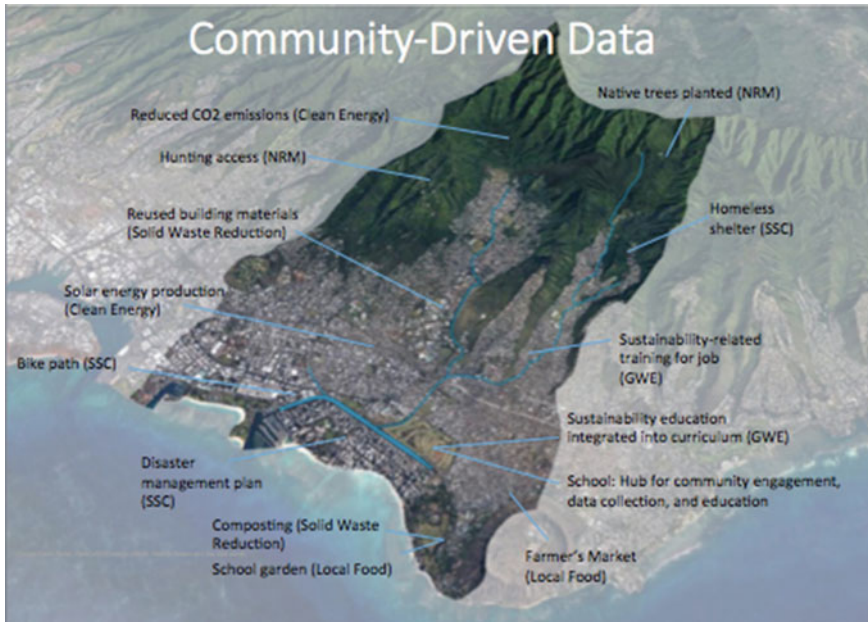 Community-Driven Data
Native trees planted (NRM)
Reduced CO2 emissions (Clean Energy)
Hunting access (NRM)
Reused building materials
(Solid Waste Reduction)
Homeless
shelter (SSC)
Solar energy production
(Clean Energy)
Sustainability-related
training for job
(GWE)
Bike path (SSC)
Sustainability education
integrated into curriculum (GWE)
Disaster
management plan
(SSC)
School: Hub for community engagement,
data collection, and education
Composting (Solid Waste
Reduction)
School garden (Local Food)
Farmer's Market
(Local Food)